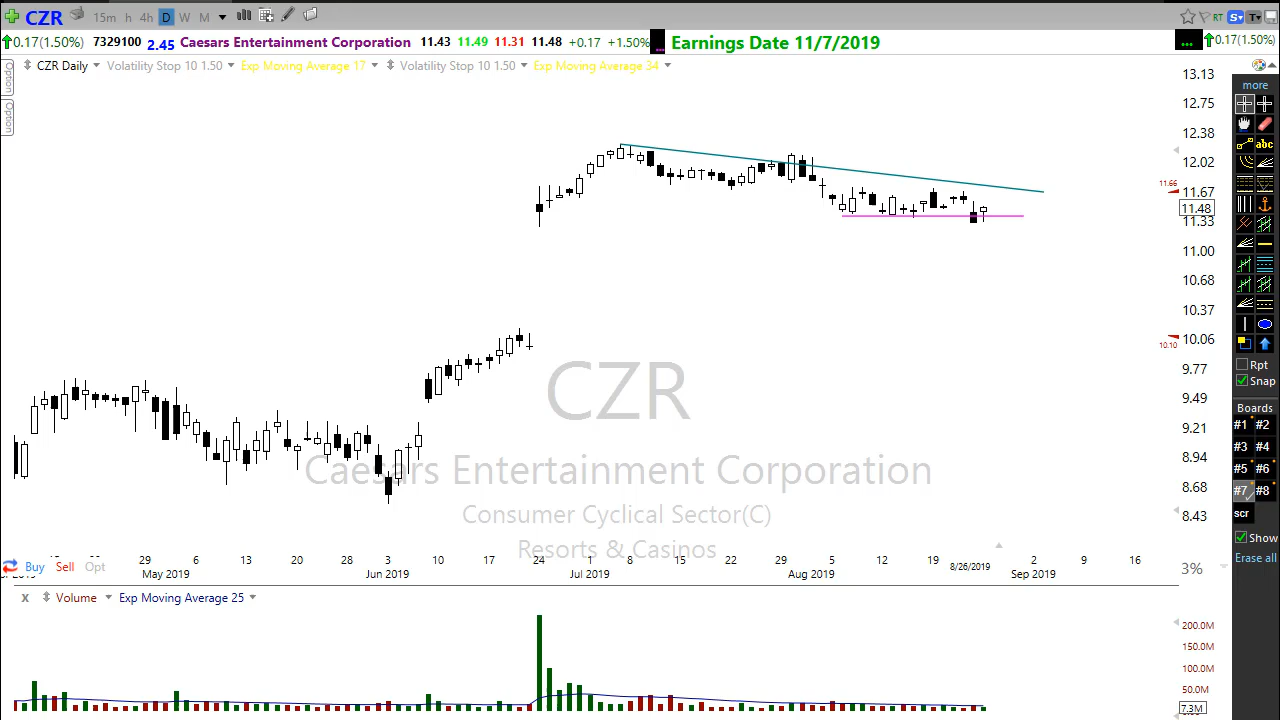 CZR 15m h 4h D W M RT S T
0.17(1.50%) 7329100 2.45 Caesars Entertainment Corporation 11.43 11.49 11.31 11.48 +0.17 +1.50% ... Earnings Date 11/7/2019 ... 0.17(1.50%)
Option
Option
CZR Daily Volatility Stop 10 1.50 Exp Moving Average 17 Volatility Stop 10 1.50 Exp Moving Average 34
13.13
12.75
12.38
12.02
11.66
11.67
11.48
11.33
11.00
10.68
10.37
10.06
10.10
9.77
9.49
9.21
8.94
8.68
8.43
more
abc
Rpt
Snap
Boards
#1 #2
#3 #4
#5 #6
#7 #8
scr
Show
Erase all
CZR
Caesars Entertainment Corporation
Consumer Cyclical Sector(C)
Resorts & Casinos
29 6 13 20 28 3 10 17 24 1 8 15 22 29 5 12 19 8/26/2019 2 9 16
May 2019 Jun 2019 Jul 2019 Aug 2019 Sep 2019
Buy Sell Opt
3%
X Volume Exp Moving Average 25
200.0M
150.0M
100.0M
50.0M
7.3M